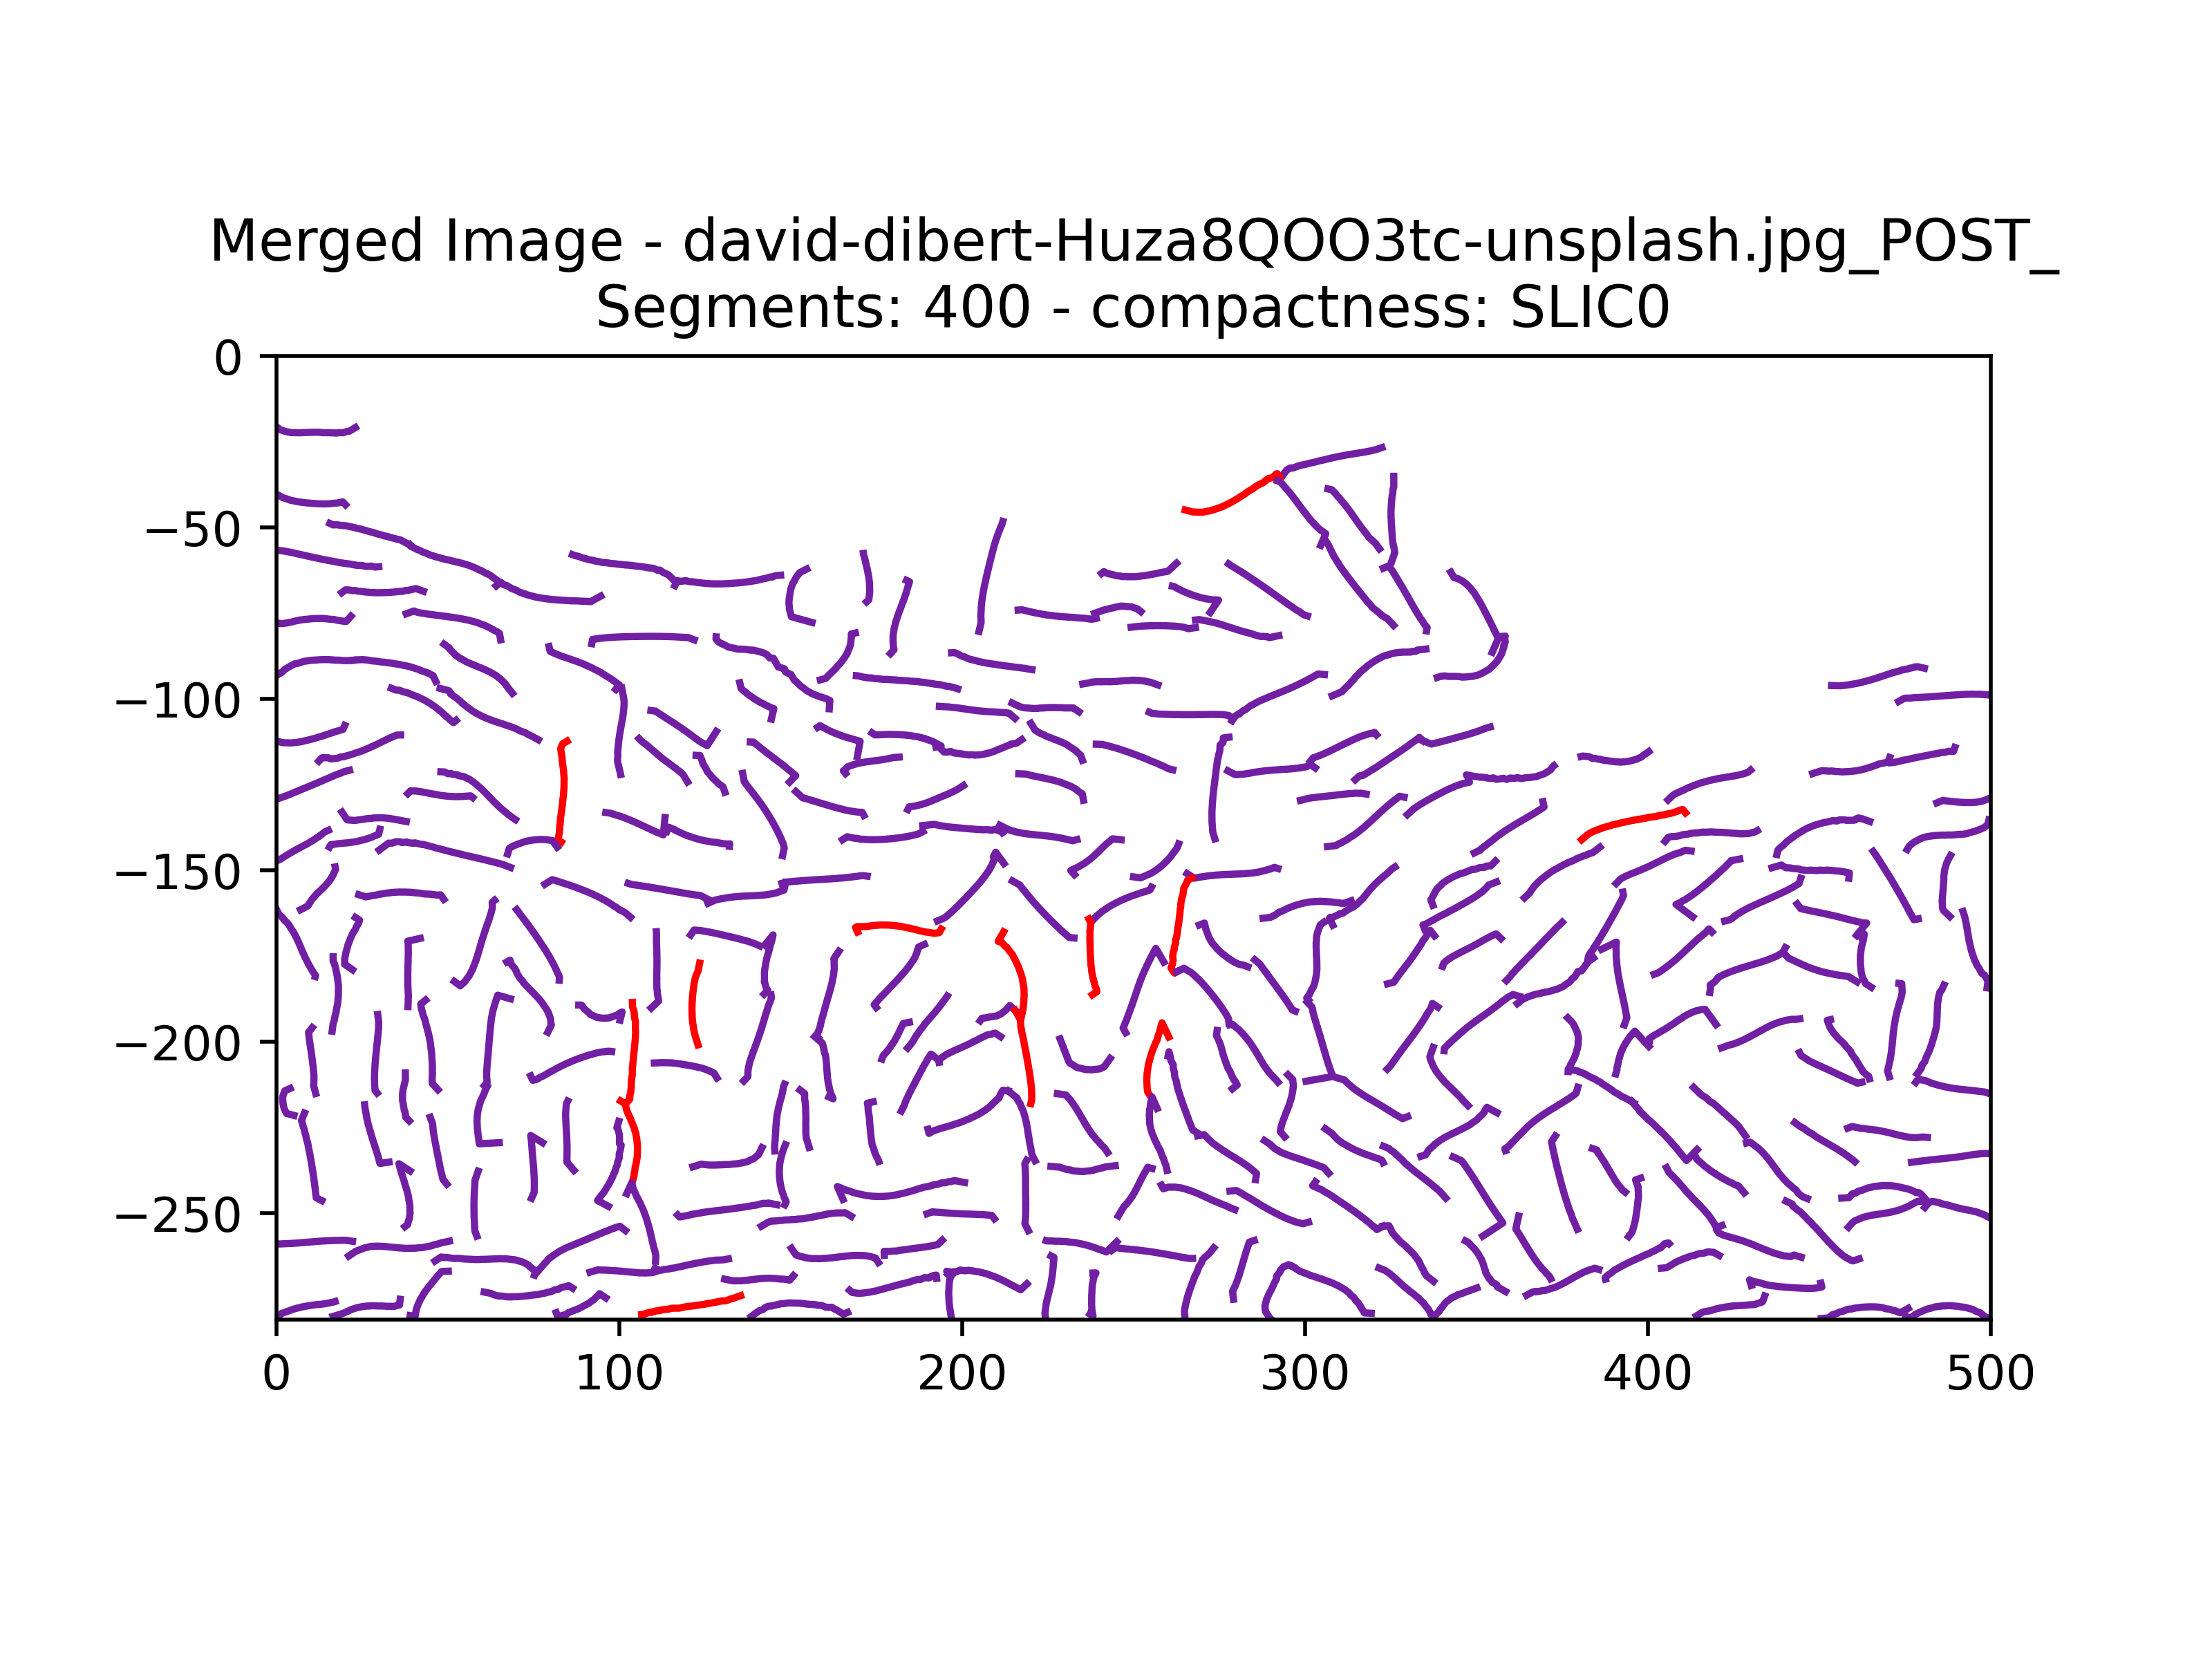 Merged Image - david-dibert-Huza8QOO3tc-unsplash.jpg_POST_
Segments: 400 - compactness: SLIC0
0
−50
−100
−150
−200
−250
0 100 200 300 400 500